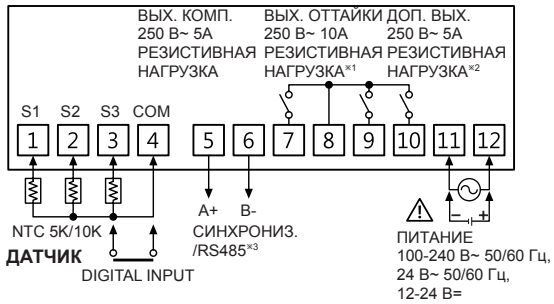 ВЫХ. КОМП. ВЫХ. ОТТАЙКИ ДОП. ВЫХ.
250 В~ 5А 250 В~ 10А 250 В~ 5А
РЕЗИСТИВНАЯ РЕЗИСТИВНАЯ РЕЗИСТИВНАЯ
НАГРУЗКА НАГРУЗКА※1 НАГРУЗКА※2
S1 S2 S3 COM
1 2 3 4 5 6 7 8 9 10 11 12
A+ B-
NTC 5K/10K СИНХРОНИЗ.
/RS485※3
ДАТЧИК
DIGITAL INPUT
− +
ПИТАНИЕ
100-240 В~ 50/60 Гц,
24 В~ 50/60 Гц,
12-24 В=